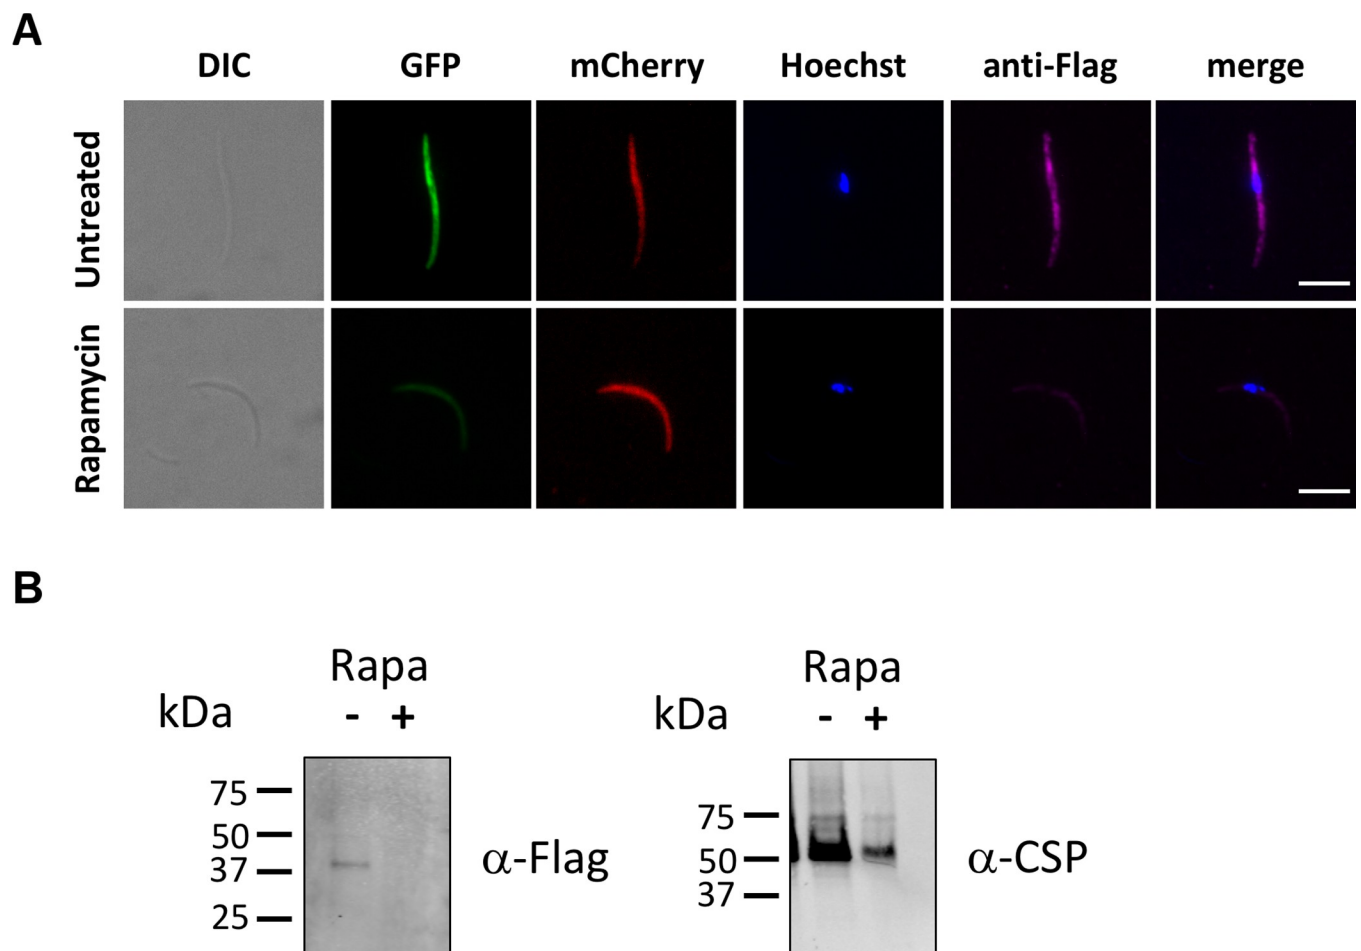 A
DIC GFP mCherry Hoechst anti-Flag merge
Untreated
Rapamycin
B
Rapa Rapa
kDa - + kDa - +
75
50
37
25
α-Flag
75
50
37
α-CSP